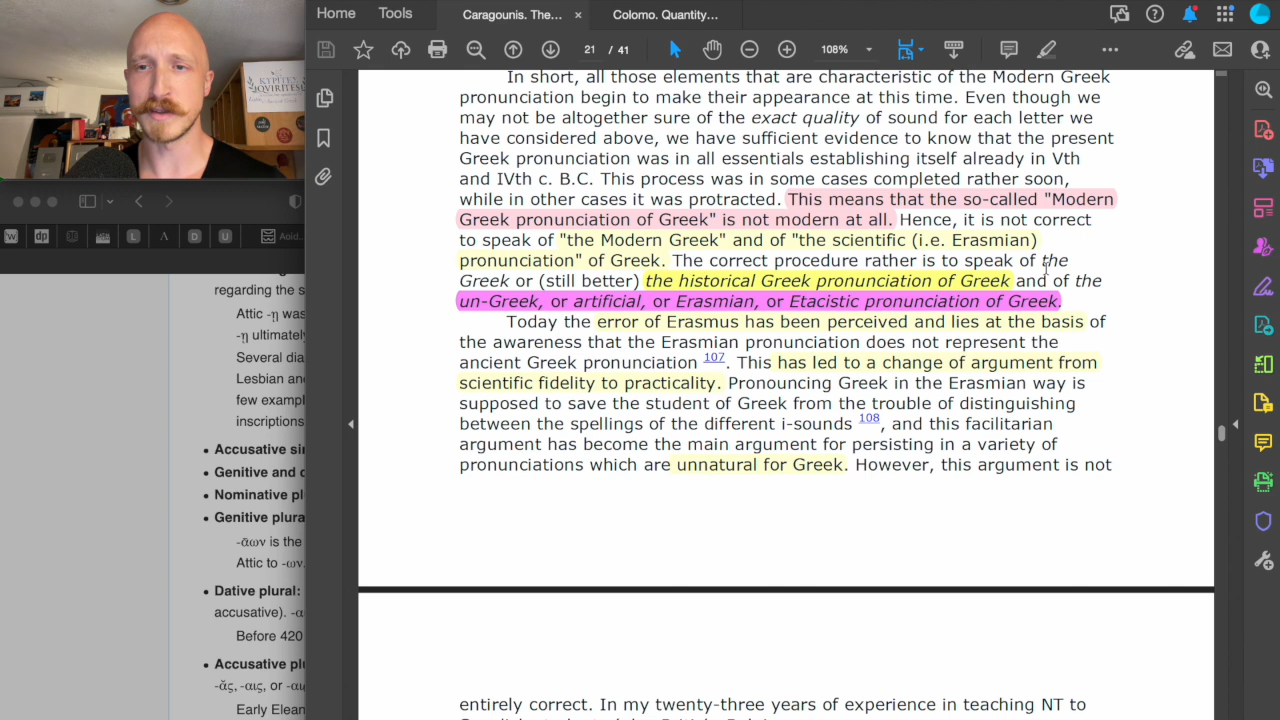 Home Tools Caragounis. The... × Colomo. Quantity...
21 / 41 108%
ΚΥΡΙΤΕΣ
QVIRITES
In short, all those elements that are characteristic of the Modern Greek
pronunciation begin to make their appearance at this time. Even though we
may not be altogether sure of the exact quality of sound for each letter we
have considered above, we have sufficient evidence to know that the present
Greek pronunciation was in all essentials establishing itself already in Vth
and IVth c. B.C. This process was in some cases completed rather soon,
while in other cases it was protracted. This means that the so-called "Modern
Greek pronunciation of Greek" is not modern at all. Hence, it is not correct
to speak of "the Modern Greek" and of "the scientific (i.e. Erasmian)
pronunciation" of Greek. The correct procedure rather is to speak of the
Greek or (still better) the historical Greek pronunciation of Greek and of the
un-Greek, or artificial, or Erasmian, or Etacistic pronunciation of Greek.
Today the error of Erasmus has been perceived and lies at the basis of
the awareness that the Erasmian pronunciation does not represent the
ancient Greek pronunciation 107. This has led to a change of argument from
scientific fidelity to practicality. Pronouncing Greek in the Erasmian way is
supposed to save the student of Greek from the trouble of distinguishing
between the spellings of the different i-sounds 108, and this facilitarian
argument has become the main argument for persisting in a variety of
pronunciations which are unnatural for Greek. However, this argument is not
entirely correct. In my twenty-three years of experience in teaching NT to
W dp L Λ D U Aoid..
regarding the s
Attic -ῃ was
-ῃ ultimately
Several dia
Lesbian and
few examp
inscriptions
• Accusative sin
• Genitive and d
• Nominative pl
• Genitive plura
-ᾱων is the
Attic to -ων.
• Dative plural:
accusative). -α
Before 420
• Accusative plu
-ᾰς, -αις, or -αι
Early Elean